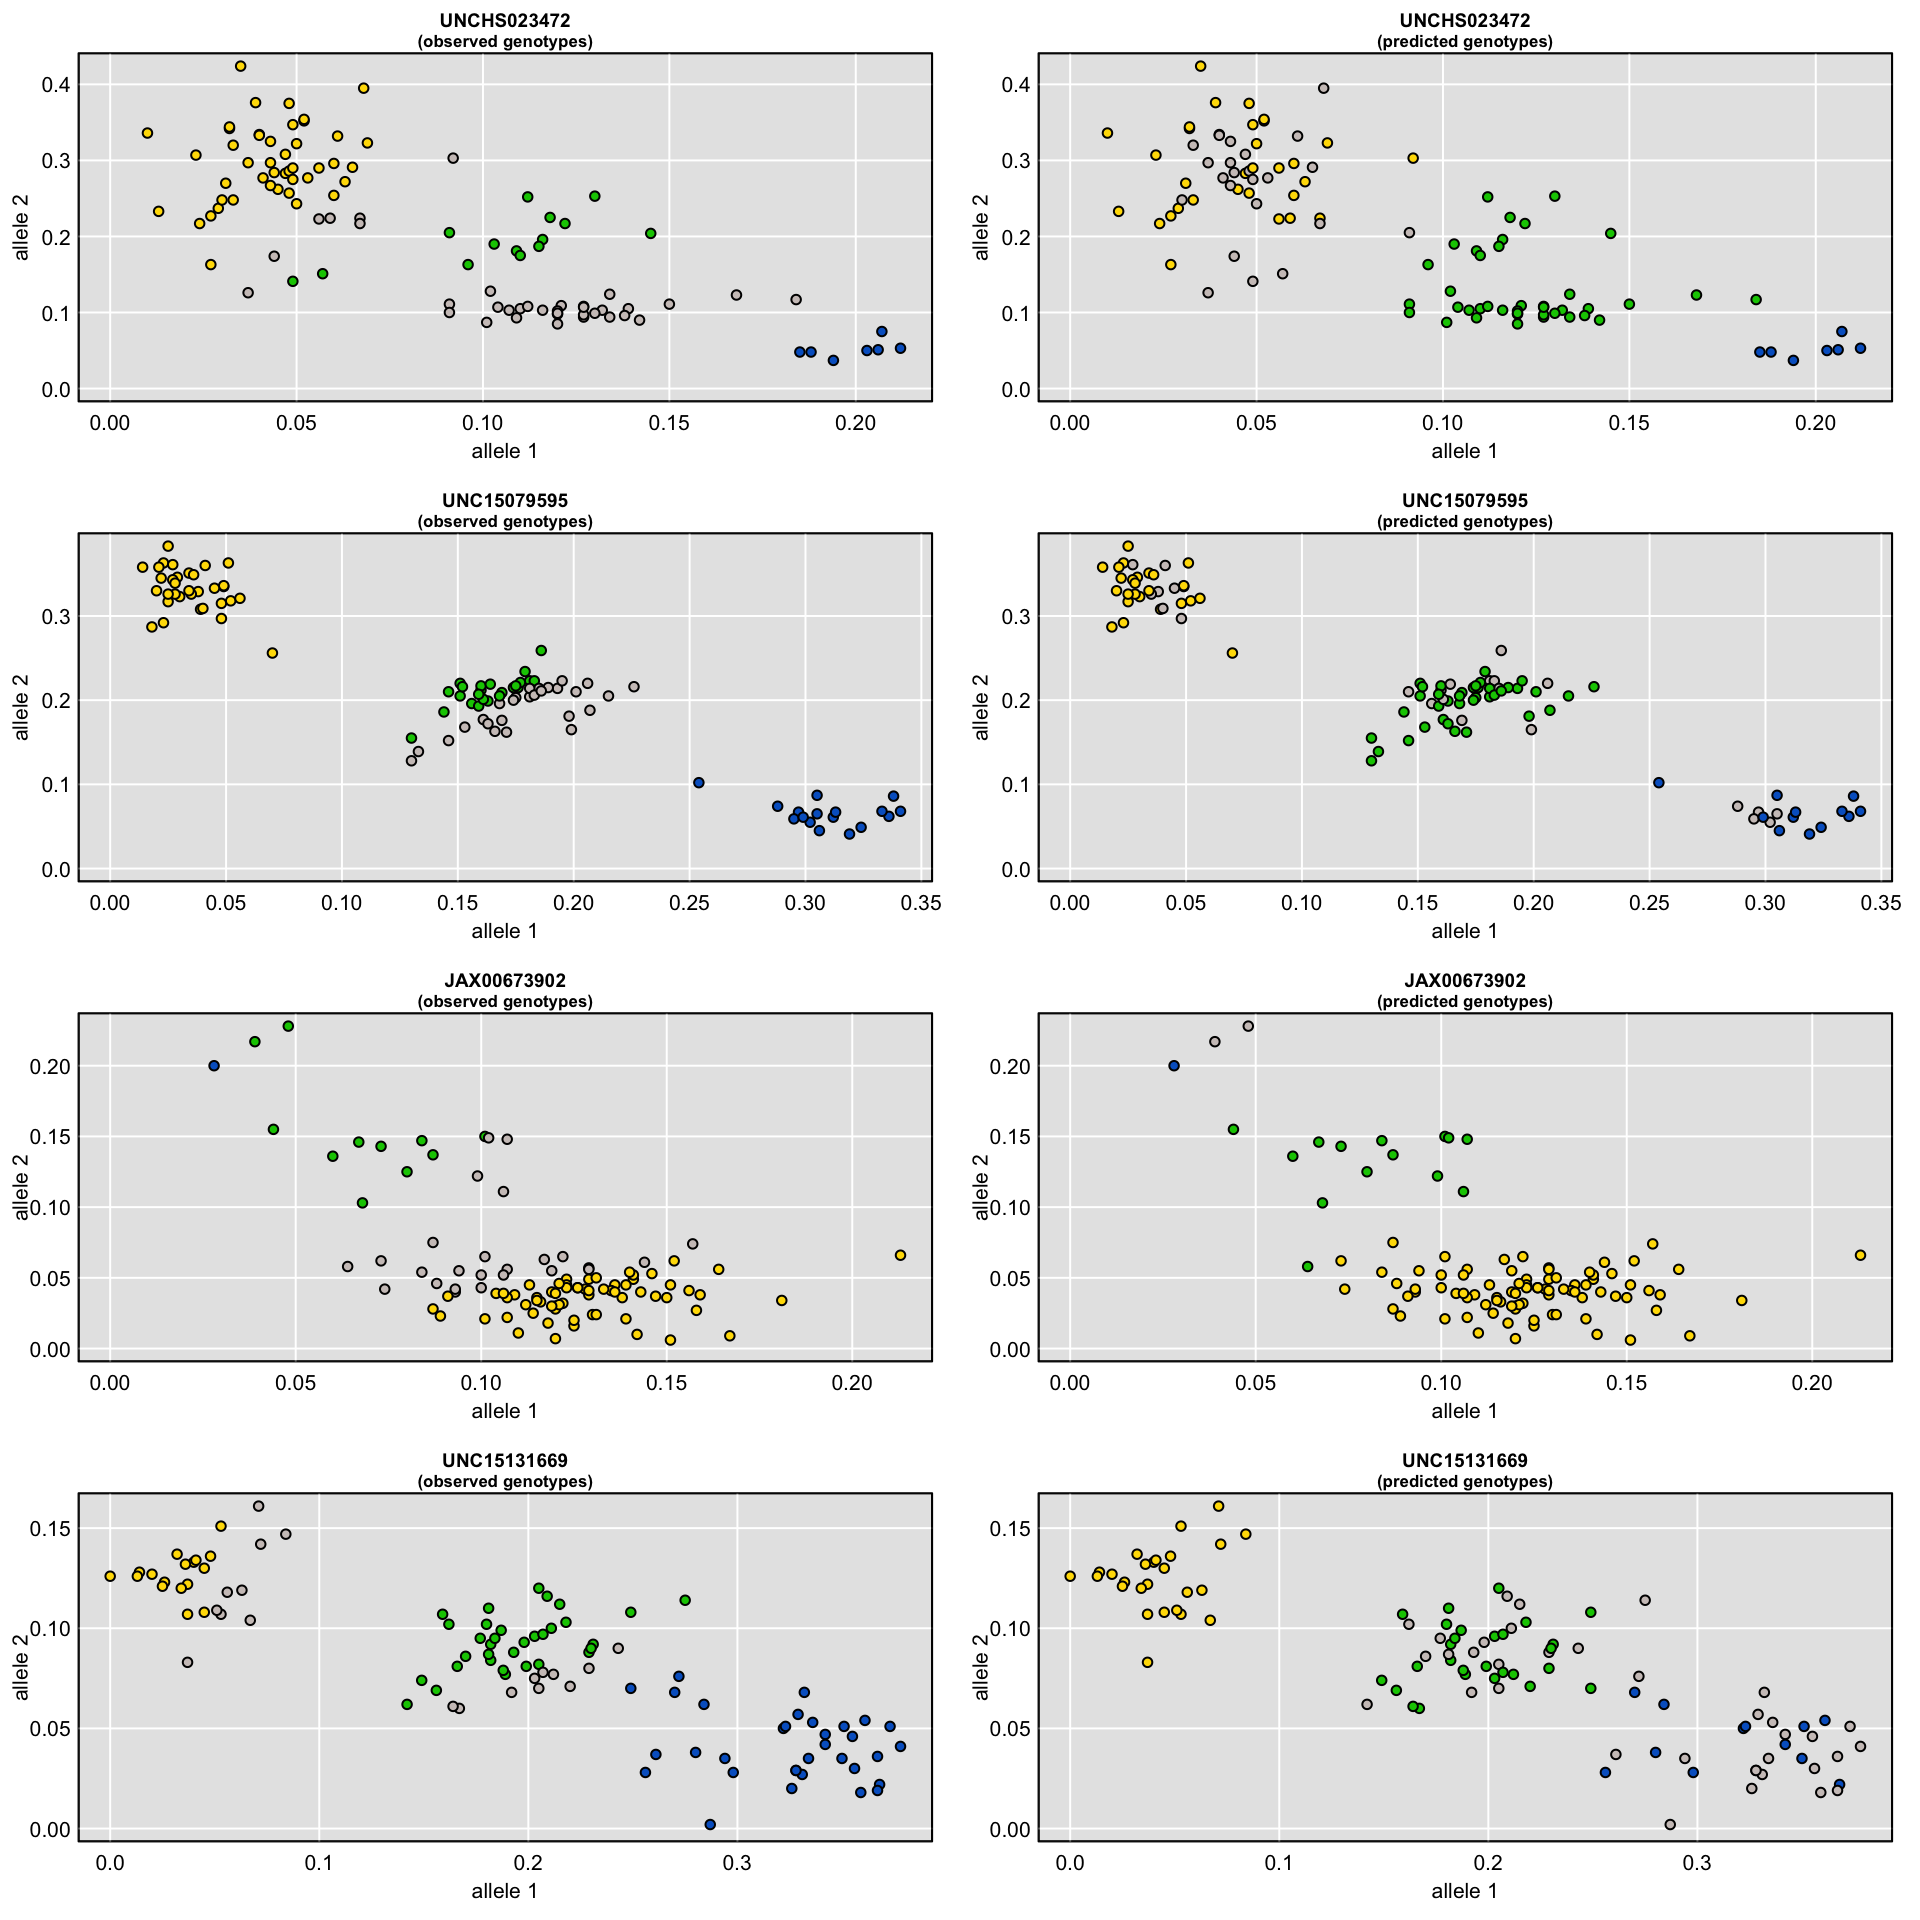 UNCHS023472
(observed genotypes)
allele 2
0.4
0.3
0.2
0.1
0.0
0.00 0.05 0.10 0.15 0.20
allele 1
UNCHS023472
(predicted genotypes)
allele 2
0.4
0.3
0.2
0.1
0.0
0.00 0.05 0.10 0.15 0.20
allele 1
UNC15079595
(observed genotypes)
allele 2
0.3
0.2
0.1
0.0
0.00 0.05 0.10 0.15 0.20 0.25 0.30 0.35
allele 1
UNC15079595
(predicted genotypes)
allele 2
0.3
0.2
0.1
0.0
0.00 0.05 0.10 0.15 0.20 0.25 0.30 0.35
allele 1
JAX00673902
(observed genotypes)
allele 2
0.20
0.15
0.10
0.05
0.00
0.00 0.05 0.10 0.15 0.20
allele 1
JAX00673902
(predicted genotypes)
allele 2
0.20
0.15
0.10
0.05
0.00
0.00 0.05 0.10 0.15 0.20
allele 1
UNC15131669
(observed genotypes)
allele 2
0.15
0.10
0.05
0.00
0.0 0.1 0.2 0.3
allele 1
UNC15131669
(predicted genotypes)
allele 2
0.15
0.10
0.05
0.00
0.0 0.1 0.2 0.3
allele 1